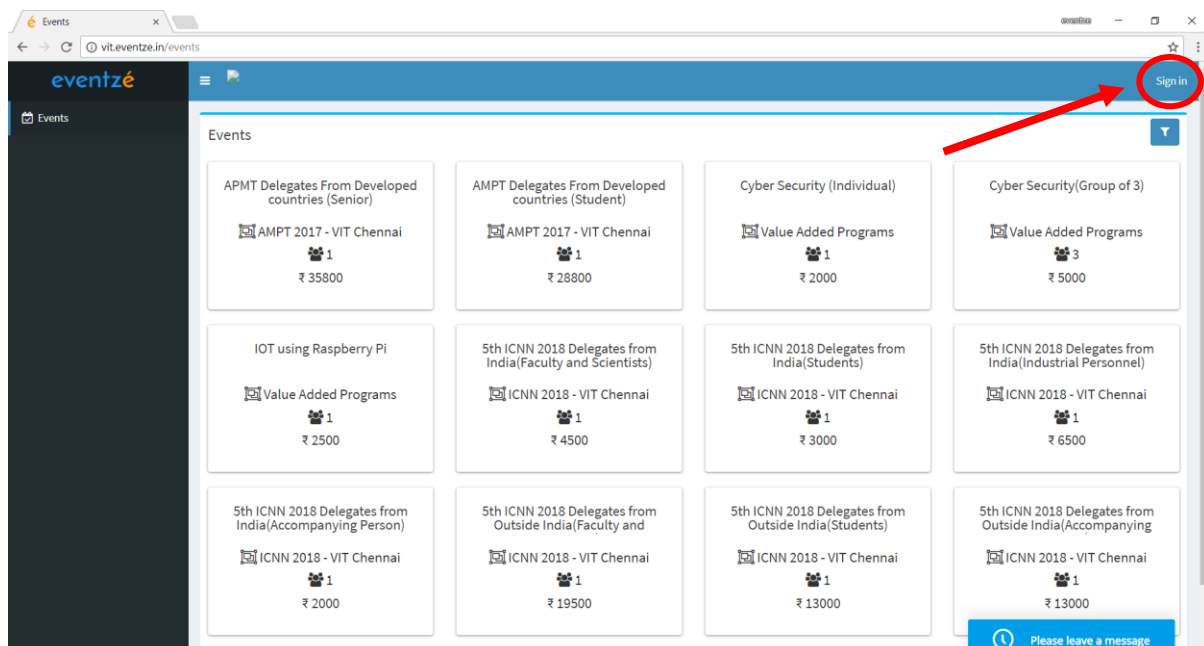 é Events
eventze
vit.eventze.in/events
eventzé
Sign in
Events
Events
APMT Delegates From Developed
countries (Senior)
AMPT 2017 - VIT Chennai
1
₹ 35800
AMPT Delegates From Developed
countries (Student)
AMPT 2017 - VIT Chennai
1
₹ 28800
Cyber Security (Individual)
Value Added Programs
1
₹ 2000
Cyber Security(Group of 3)
Value Added Programs
3
₹ 5000
IOT using Raspberry Pi
Value Added Programs
1
₹ 2500
5th ICNN 2018 Delegates from
India(Faculty and Scientists)
ICNN 2018 - VIT Chennai
1
₹ 4500
5th ICNN 2018 Delegates from
India(Students)
ICNN 2018 - VIT Chennai
1
₹ 3000
5th ICNN 2018 Delegates from
India(Industrial Personnel)
ICNN 2018 - VIT Chennai
1
₹ 6500
5th ICNN 2018 Delegates from
India(Accompanying Person)
ICNN 2018 - VIT Chennai
1
₹ 2000
5th ICNN 2018 Delegates from
Outside India(Faculty and
ICNN 2018 - VIT Chennai
1
₹ 19500
5th ICNN 2018 Delegates from
Outside India(Students)
ICNN 2018 - VIT Chennai
1
₹ 13000
5th ICNN 2018 Delegates from
Outside India(Accompanying
ICNN 2018 - VIT Chennai
1
₹ 13000
Please leave a message